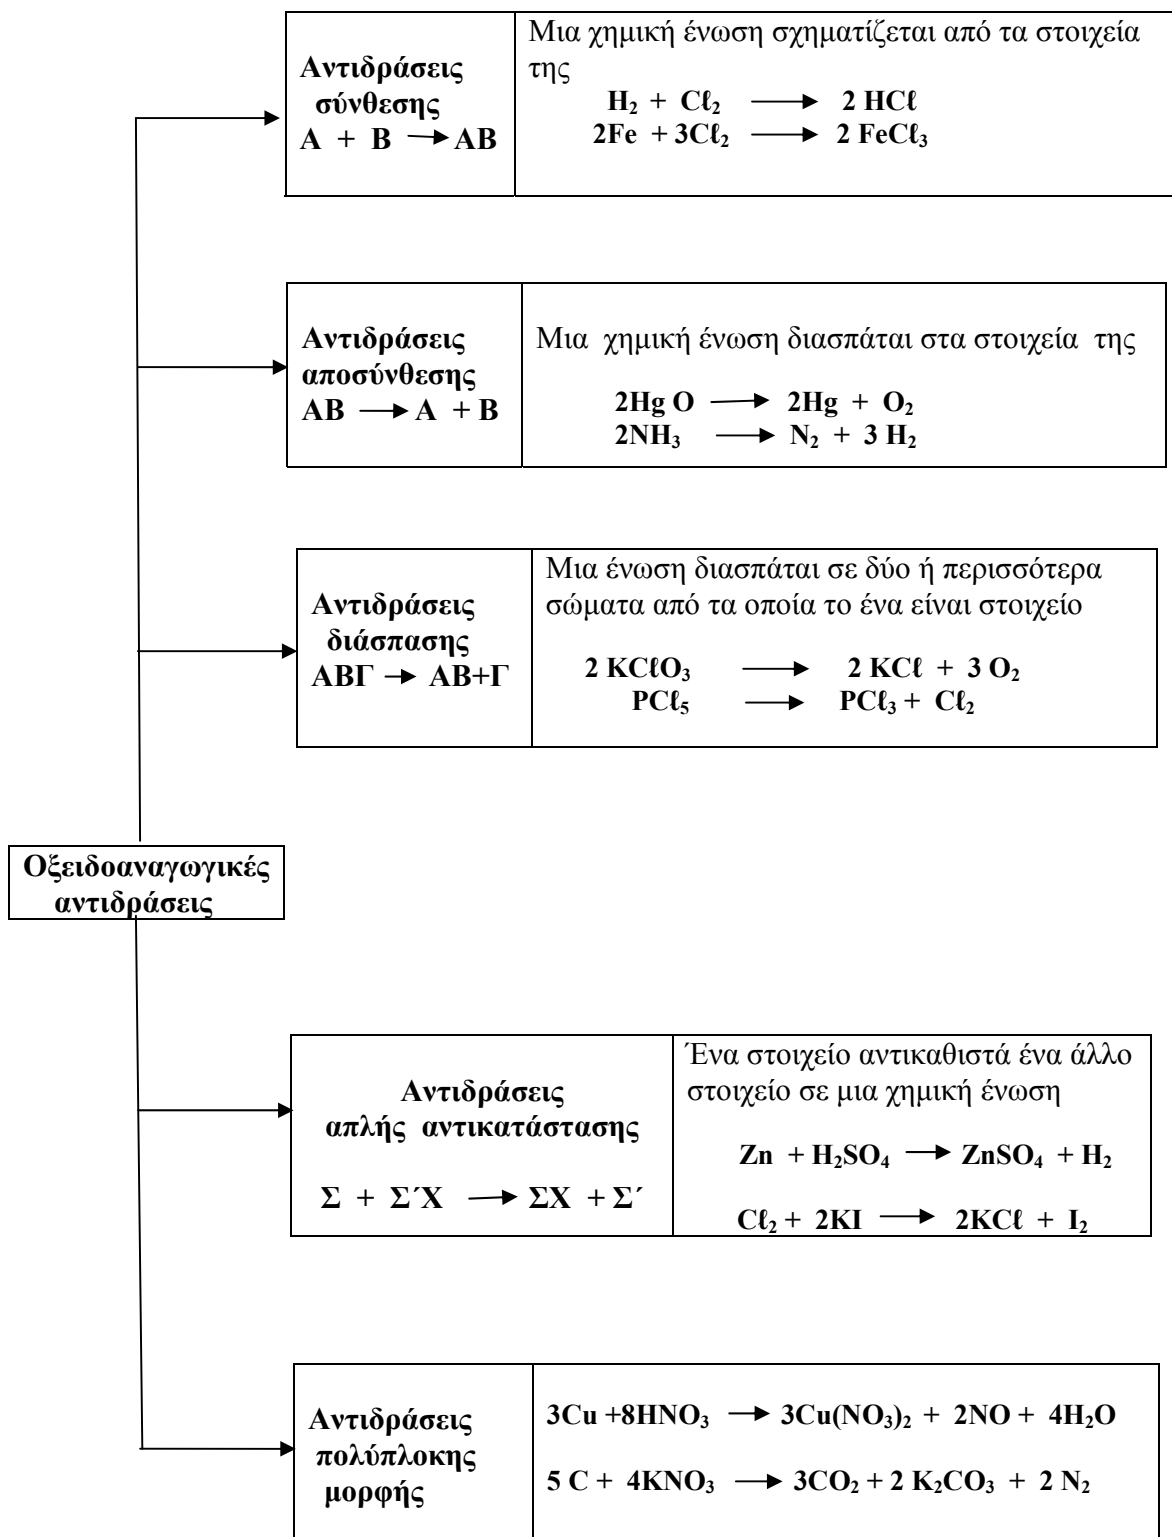 Αντιδράσεις
σύνθεσης
Α + Β → ΑΒ
Μια χημική ένωση σχηματίζεται από τα στοιχεία
της
H₂ + Cℓ₂ → 2 HCℓ
2Fe + 3Cℓ₂ → 2 FeCℓ₃
Αντιδράσεις
αποσύνθεσης
ΑΒ → Α + Β
Μια χημική ένωση διασπάται στα στοιχεία της
2Hg O → 2Hg + O₂
2NH₃ → N₂ + 3 H₂
Αντιδράσεις
διάσπασης
ΑΒΓ → ΑΒ+Γ
Μια ένωση διασπάται σε δύο ή περισσότερα
σώματα από τα οποία το ένα είναι στοιχείο
2 KCℓO₃ → 2 KCℓ + 3 O₂
PCℓ₅ → PCℓ₃ + Cℓ₂
Οξειδοαναγωγικές
αντιδράσεις
Αντιδράσεις
απλής αντικατάστασης
Σ + Σ΄Χ → ΣΧ + Σ΄
Ένα στοιχείο αντικαθιστά ένα άλλο
στοιχείο σε μια χημική ένωση
Zn + H₂SO₄ → ZnSO₄ + H₂
Cℓ₂ + 2KI → 2KCℓ + I₂
Αντιδράσεις
πολύπλοκης
μορφής
3Cu +8HNO₃ → 3Cu(NO₃)₂ + 2NO + 4H₂O
5 C + 4KNO₃ → 3CO₂ + 2 K₂CO₃ + 2 N₂